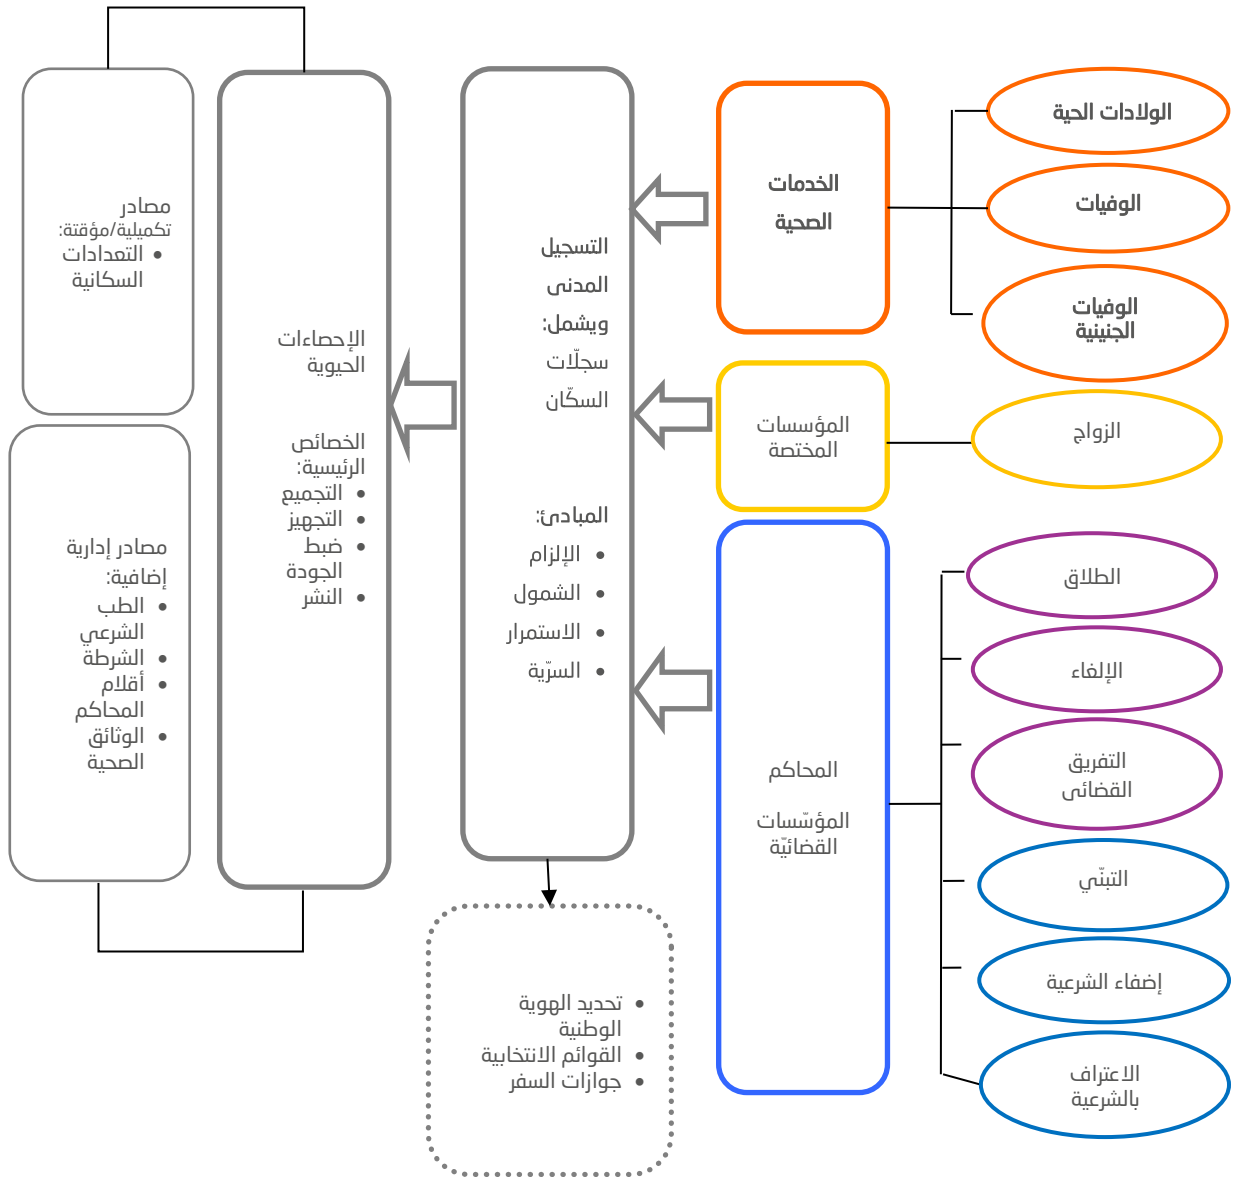 الولادات الحية
الوفيات
الوفيات
الجنينية
الزواج
الطلاق
الإلغاء
التفريق
القضائى
التبنّي
إضفاء الشرعية
الاعتراف
بالشرعية
الخدمات
الصحية
المؤسسات
المختصة
المحاكم
المؤسّسات
القضائيّة
التسجيل
المدنى
ويشمل:
سجلّات
السكّان
المبادئ:
• الإلزام
• الشمول
• الاستمرار
• السرّية
• تحديد الهوية
الوطنية
• القوائم الانتخابية
• جوازات السفر
الإحصاءات
الحيوية
الخصائص
الرئيسية:
• التجميع
• التجهيز
• ضبط
الجودة
• النشر
مصادر
تكميلية/مؤقتة:
• التعدادات
السكانية
مصادر إدارية
إضافية:
• الطب
الشرعي
• الشرطة
• أقلام
المحاكم
• الوثائق
الصحية